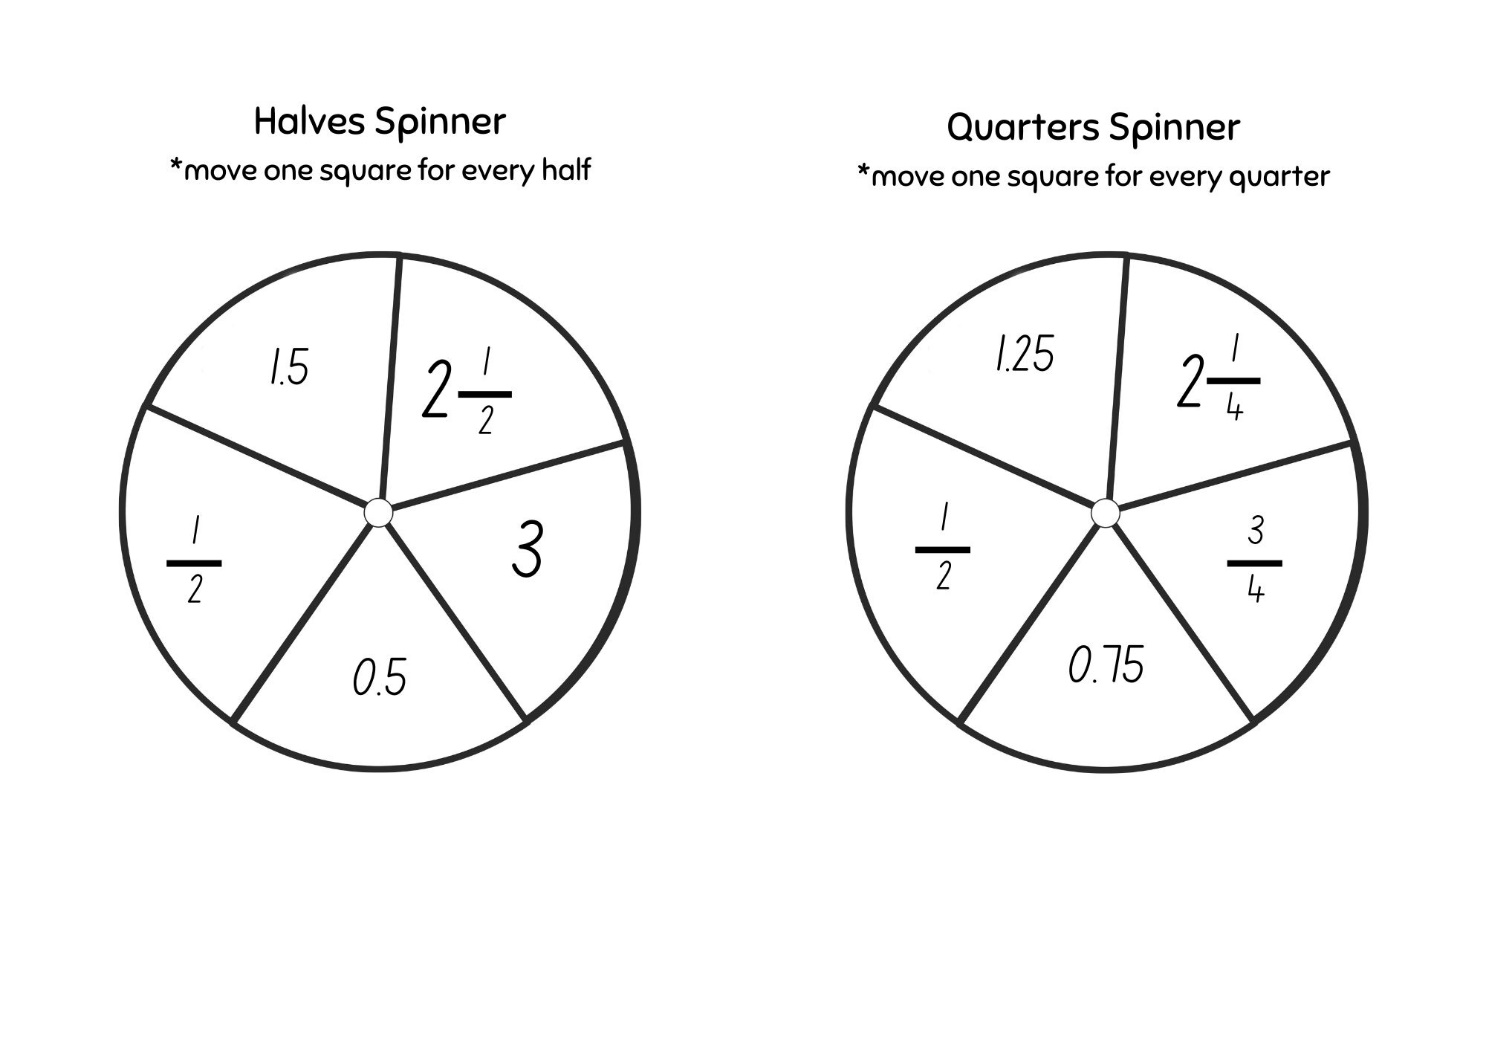 Halves Spinner
*move one square for every half
1.5
2 1/2
3
0.5
1/2
Quarters Spinner
*move one square for every quarter
1.25
2 1/4
3/4
0.75
1/2